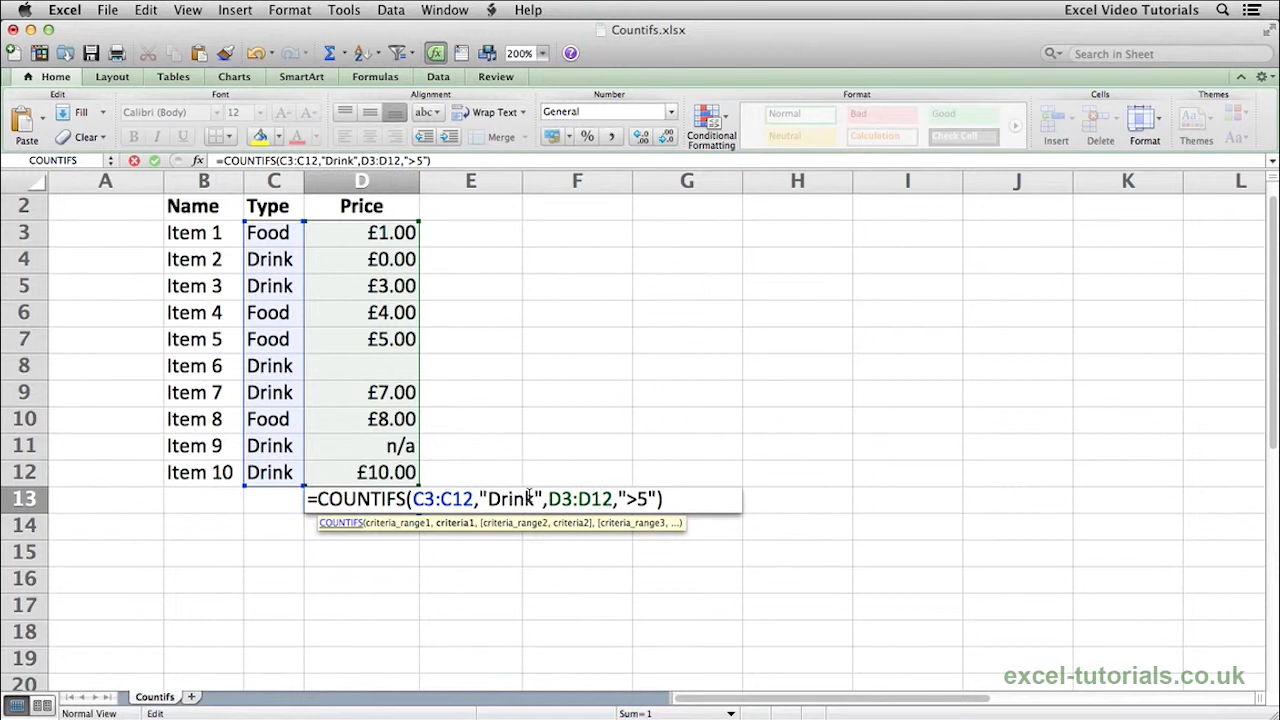 Excel File Edit View Insert Format Tools Data Window Help Excel Video Tutorials
Countifs.xlsx
200% Search in Sheet
Home Layout Tables Charts SmartArt Formulas Data Review
Edit Font Alignment Number Format Cells Themes
Fill Calibri (Body) 12 A A abc Wrap Text General Normal Bad Good
Paste Clear B I U A Merge % Conditional Formatting Neutral Calculation Check Cell Insert Delete Format Themes Aa
COUNTIFS fx =COUNTIFS(C3:C12,"Drink",D3:D12,">5")
A B C D E F G H I J K L
2 Name Type Price
3 Item 1 Food £1.00
4 Item 2 Drink £0.00
5 Item 3 Drink £3.00
6 Item 4 Food £4.00
7 Item 5 Food £5.00
8 Item 6 Drink
9 Item 7 Drink £7.00
10 Item 8 Food £8.00
11 Item 9 Drink n/a
12 Item 10 Drink £10.00
13 =COUNTIFS(C3:C12,"Drink",D3:D12,">5")
COUNTIFS(criteria_range1, criteria1, [criteria_range2, criteria2], [criteria_range3, ...)
14
15
16
17
18
19
20
excel-tutorials.co.uk
Countifs
Normal View Edit Sum=1